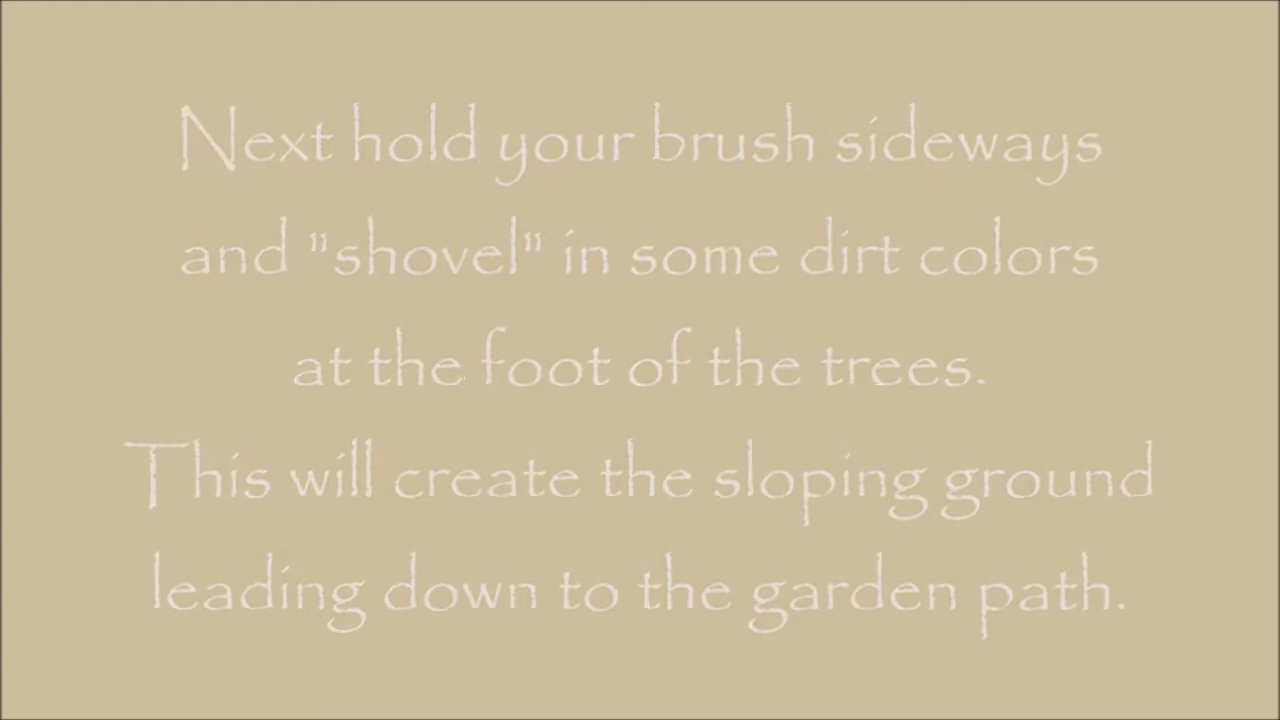 Next hold your brush sideways
and "shovel" in some dirt colors
at the foot of the trees.
This will create the sloping ground
leading down to the garden path.